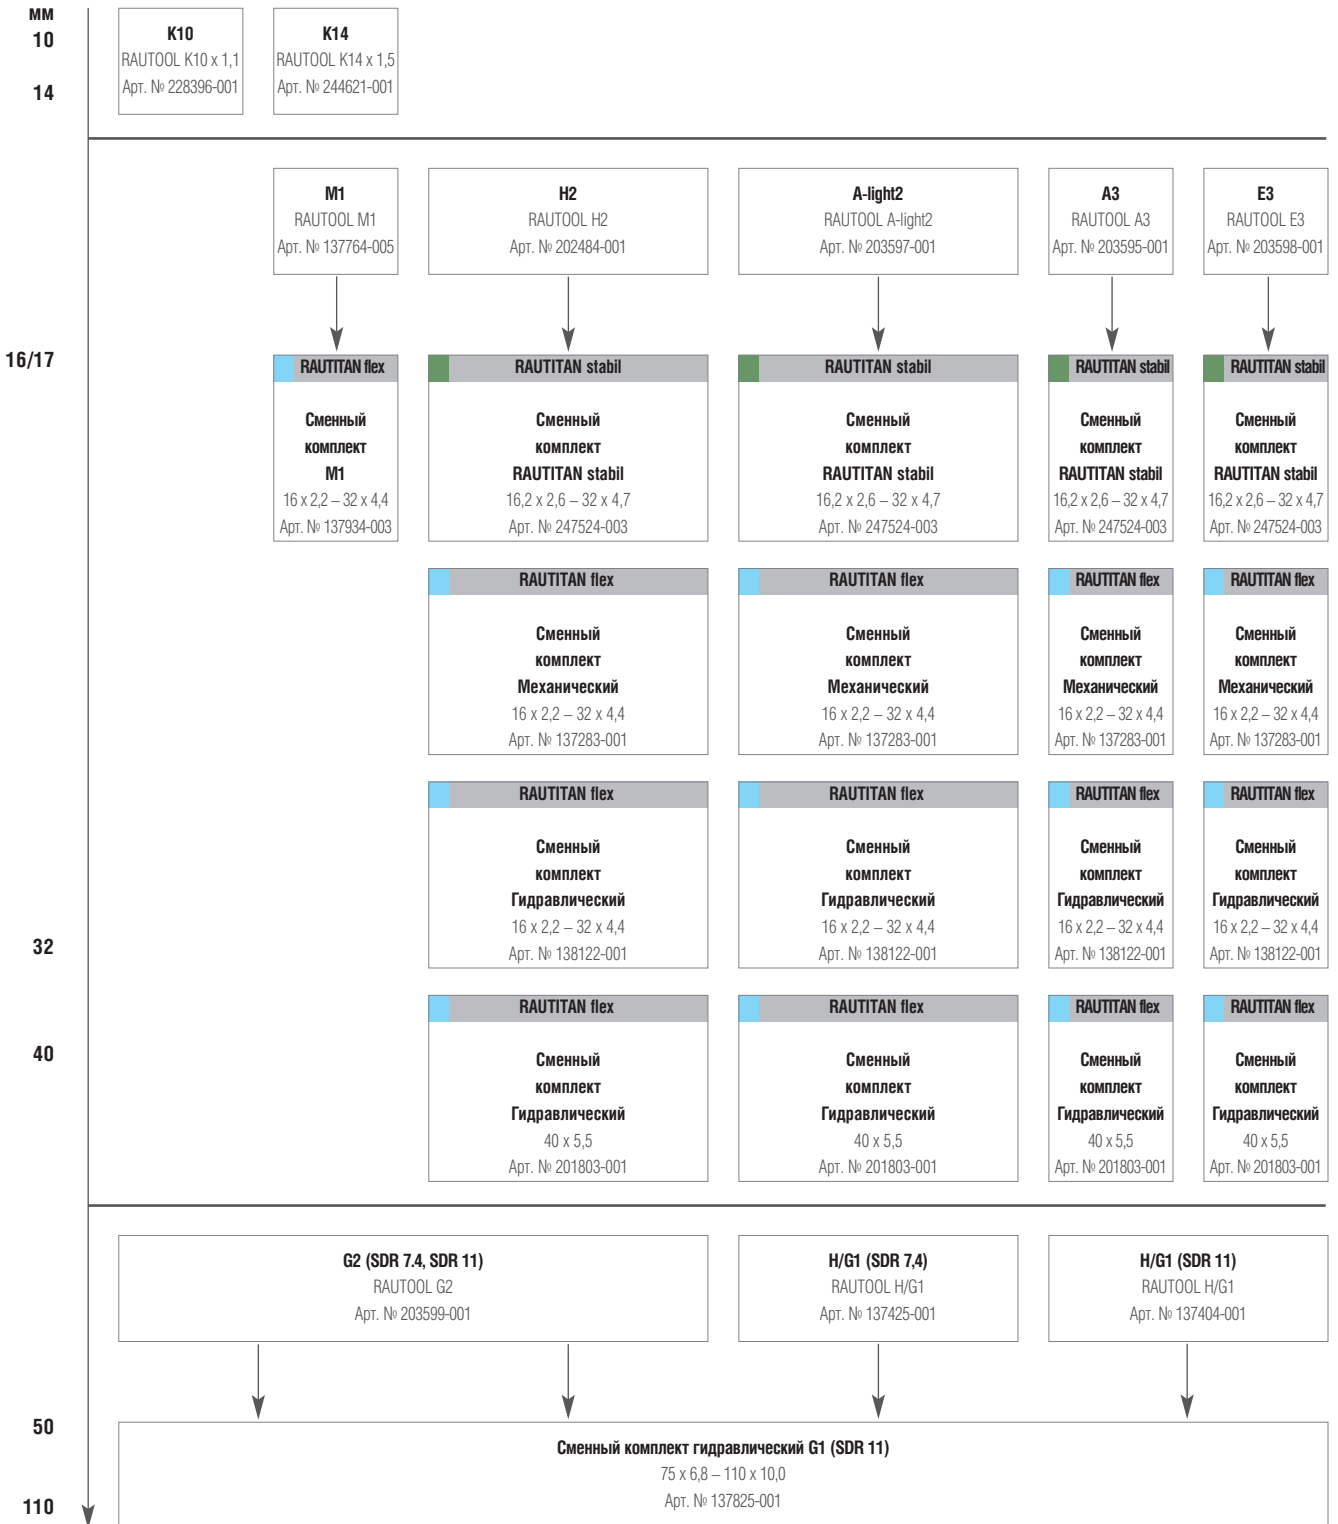 мм
10
14
K10
RAUTOOL K10 x 1,1
Арт. № 228396-001
K14
RAUTOOL K14 x 1,5
Арт. № 244621-001
M1
RAUTOOL M1
Арт. № 137764-005
H2
RAUTOOL H2
Арт. № 202484-001
A-light2
RAUTOOL A-light2
Арт. № 203597-001
A3
RAUTOOL A3
Арт. № 203595-001
E3
RAUTOOL E3
Арт. № 203598-001
16/17
RAUTITAN flex
Сменный
комплект
M1
16 x 2,2 – 32 x 4,4
Арт. № 137934-003
RAUTITAN stabil
Сменный
комплект
RAUTITAN stabil
16,2 x 2,6 – 32 x 4,7
Арт. № 247524-003
RAUTITAN stabil
Сменный
комплект
RAUTITAN stabil
16,2 x 2,6 – 32 x 4,7
Арт. № 247524-003
RAUTITAN stabil
Сменный
комплект
RAUTITAN stabil
16,2 x 2,6 – 32 x 4,7
Арт. № 247524-003
RAUTITAN stabil
Сменный
комплект
RAUTITAN stabil
16,2 x 2,6 – 32 x 4,7
Арт. № 247524-003
RAUTITAN flex
Сменный
комплект
Механический
16 x 2,2 – 32 x 4,4
Арт. № 137283-001
RAUTITAN flex
Сменный
комплект
Механический
16 x 2,2 – 32 x 4,4
Арт. № 137283-001
RAUTITAN flex
Сменный
комплект
Механический
16 x 2,2 – 32 x 4,4
Арт. № 137283-001
RAUTITAN flex
Сменный
комплект
Механический
16 x 2,2 – 32 x 4,4
Арт. № 137283-001
32
RAUTITAN flex
Сменный
комплект
Гидравлический
16 x 2,2 – 32 x 4,4
Арт. № 138122-001
RAUTITAN flex
Сменный
комплект
Гидравлический
16 x 2,2 – 32 x 4,4
Арт. № 138122-001
RAUTITAN flex
Сменный
комплект
Гидравлический
16 x 2,2 – 32 x 4,4
Арт. № 138122-001
RAUTITAN flex
Сменный
комплект
Гидравлический
16 x 2,2 – 32 x 4,4
Арт. № 138122-001
40
RAUTITAN flex
Сменный
комплект
Гидравлический
40 x 5,5
Арт. № 201803-001
RAUTITAN flex
Сменный
комплект
Гидравлический
40 x 5,5
Арт. № 201803-001
RAUTITAN flex
Сменный
комплект
Гидравлический
40 x 5,5
Арт. № 201803-001
RAUTITAN flex
Сменный
комплект
Гидравлический
40 x 5,5
Арт. № 201803-001
G2 (SDR 7.4, SDR 11)
RAUTOOL G2
Арт. № 203599-001
H/G1 (SDR 7,4)
RAUTOOL H/G1
Арт. № 137425-001
H/G1 (SDR 11)
RAUTOOL H/G1
Арт. № 137404-001
50
110
Сменный комплект гидравлический G1 (SDR 11)
75 x 6,8 – 110 x 10,0
Арт. № 137825-001